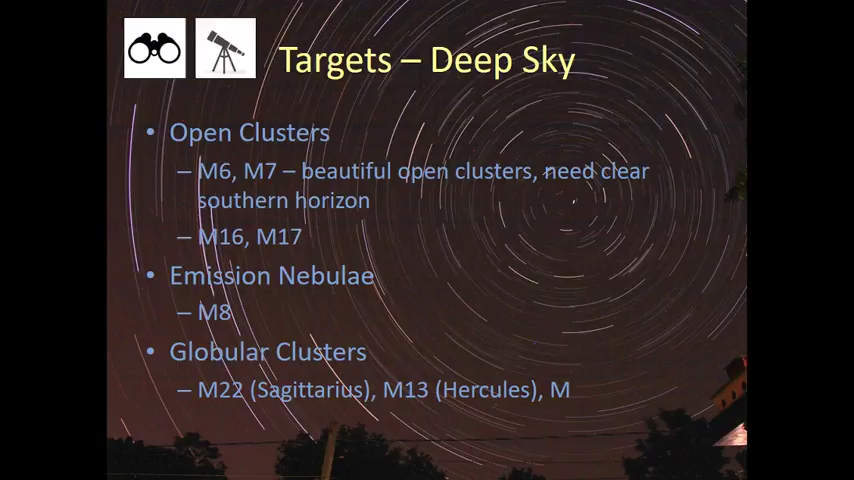 Targets – Deep Sky
• Open Clusters
– M6, M7 – beautiful open clusters, need clear
southern horizon
– M16, M17
• Emission Nebulae
– M8
• Globular Clusters
– M22 (Sagittarius), M13 (Hercules), M